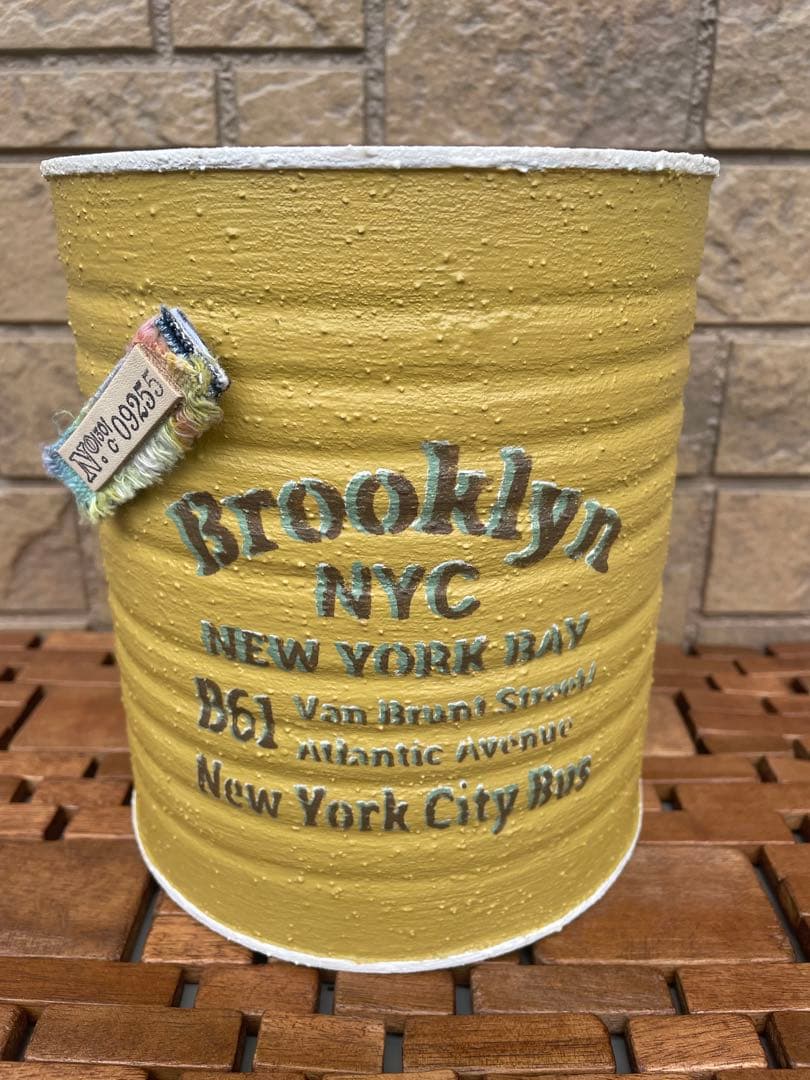 No. c 09255
Brooklyn
NYC
NEW YORK BAY
B61 Van Brunt Street/
Atlantic Avenue
New York City Bus